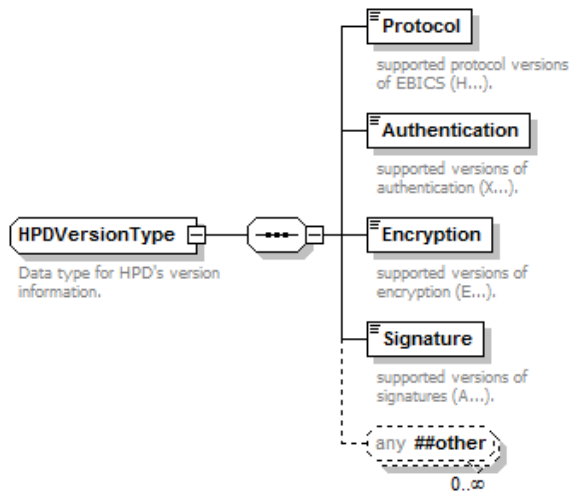 Protocol
supported protocol versions
of EBICS (H...).
Authentication
supported versions of
authentication (X...).
HPDVersionType
Data type for HPD's version
information.
Encryption
supported versions of
encryption (E...).
Signature
supported versions of
signatures (A...).
any ##other
0..∞